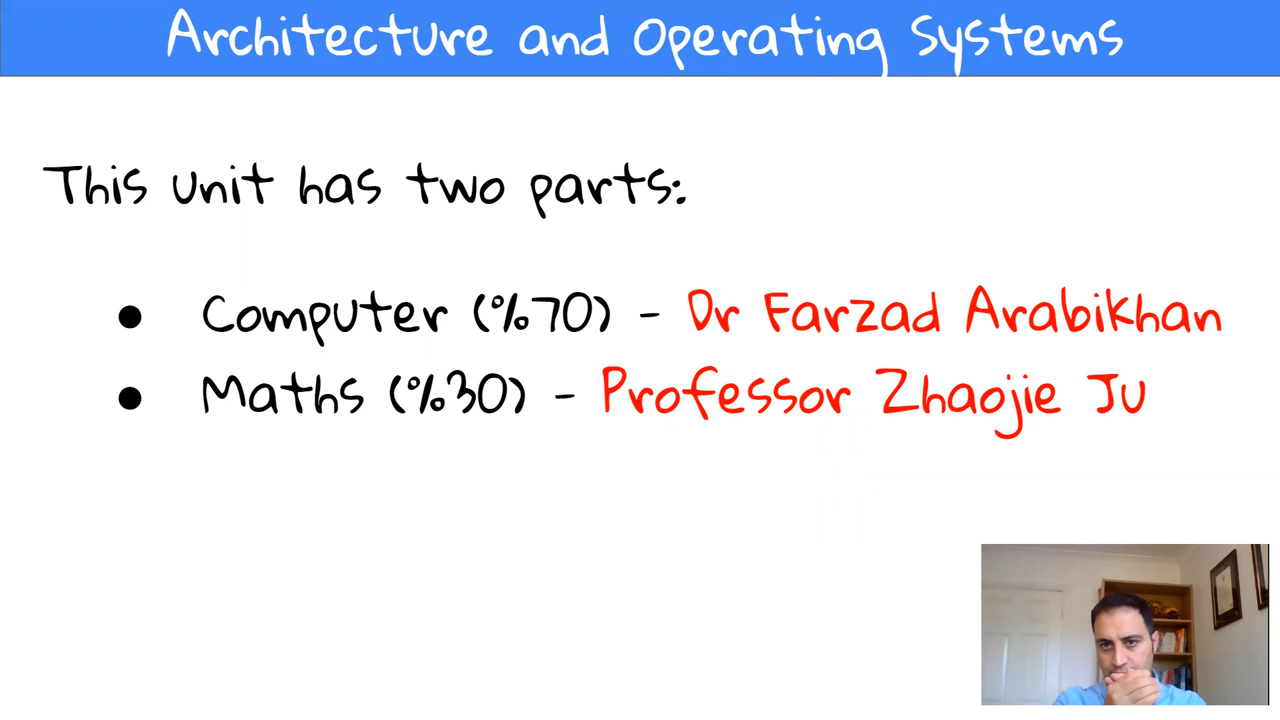 Architecture and Operating Systems
This unit has two parts:
● Computer (%70) - Dr Farzad Arabikhan
● Maths (%30) - Professor Zhaojie Ju